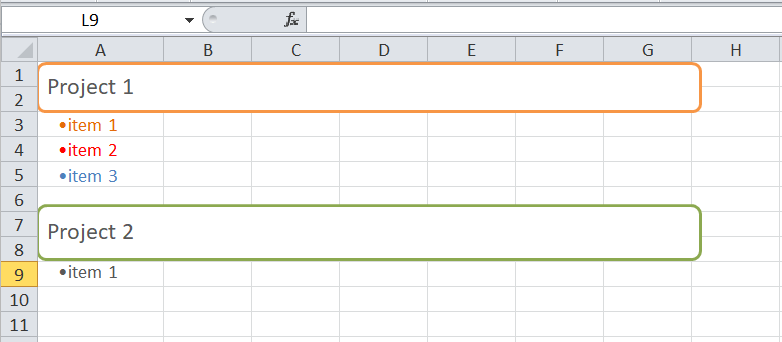 L9 fx
A B C D E F G H
1
Project 1
2
3 •item 1
4 •item 2
5 •item 3
6
7
Project 2
8
9 •item 1
10
11